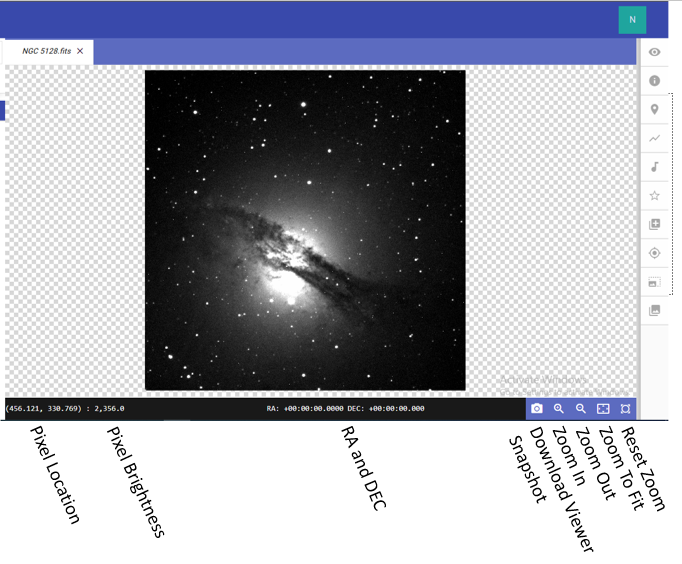 N
NGC 5128.fits ×
Activate Windows
(456.121, 330.769) : 2,356.0
RA: +00:00:00.0000 DEC: +00:00:00.000
Pixel Location
Pixel Brightness
RA and DEC
Download Viewer
Snapshot
Zoom In
Zoom Out
Zoom To Fit
Reset Zoom